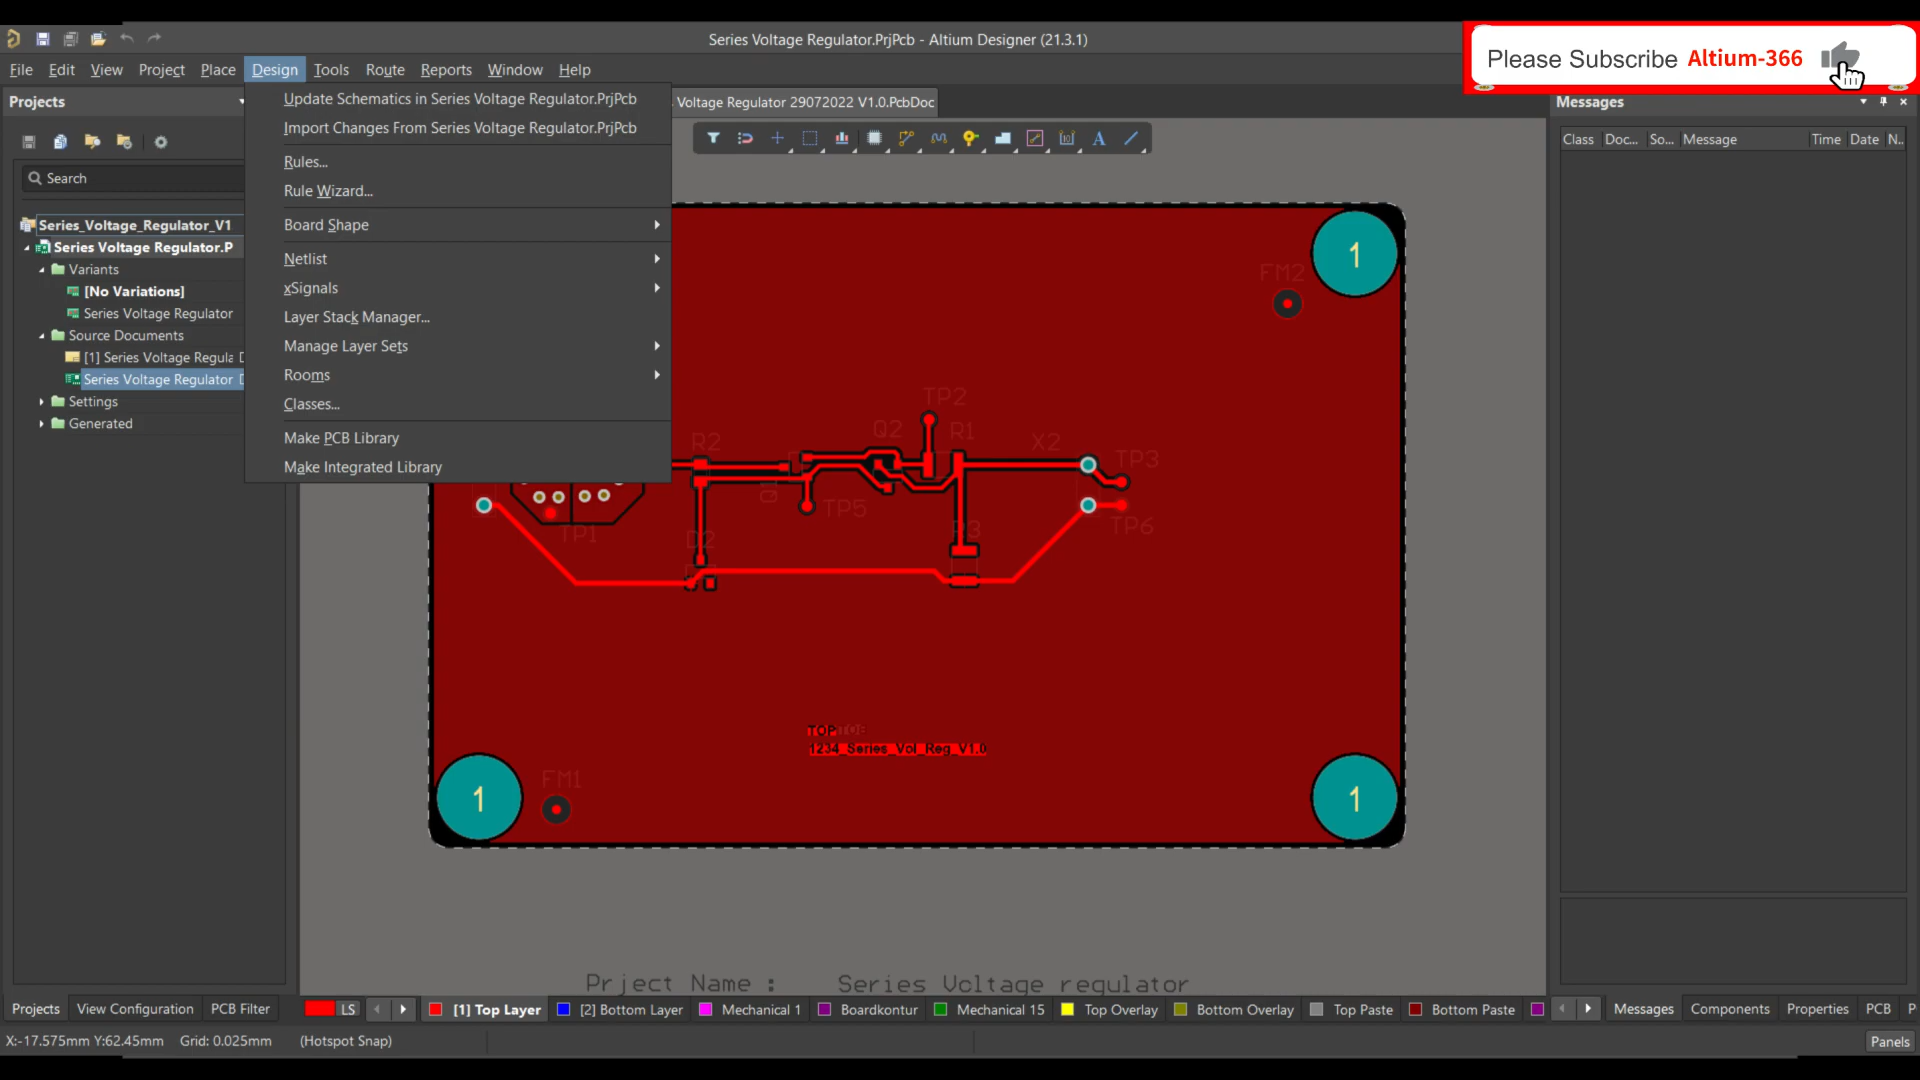 Series Voltage Regulator.PrjPcb - Altium Designer (21.3.1)
Please Subscribe Altium-366
File Edit View Project Place Design Tools Route Reports Window Help
Projects
Voltage Regulator 29072022 V1.0.PcbDoc
Messages
Class Doc... So... Message Time Date N..
Search
Series_Voltage_Regulator_V1
Series Voltage Regulator.P
Variants
[No Variations]
Series Voltage Regulator
Source Documents
[1] Series Voltage Regula
Series Voltage Regulator
Settings
Generated
Update Schematics in Series Voltage Regulator.PrjPcb
Import Changes From Series Voltage Regulator.PrjPcb
Rules...
Rule Wizard...
Board Shape
Netlist
xSignals
Layer Stack Manager...
Manage Layer Sets
Rooms
Classes...
Make PCB Library
Make Integrated Library
1
FM2
TP2
R2
Q2
R1
X2
TP3
Q1
TP5
TP1
TP6
D2
TOP
1234_Series_Vol_Reg_V1.0
FM1
1
1
Prject Name : Series Voltage regulator
Projects View Configuration PCB Filter
LS [1] Top Layer [2] Bottom Layer Mechanical 1 Boardkontur Mechanical 15 Top Overlay Bottom Overlay Top Paste Bottom Paste
Messages Components Properties PCB P
X:-17.575mm Y:62.45mm Grid: 0.025mm (Hotspot Snap)
Panels